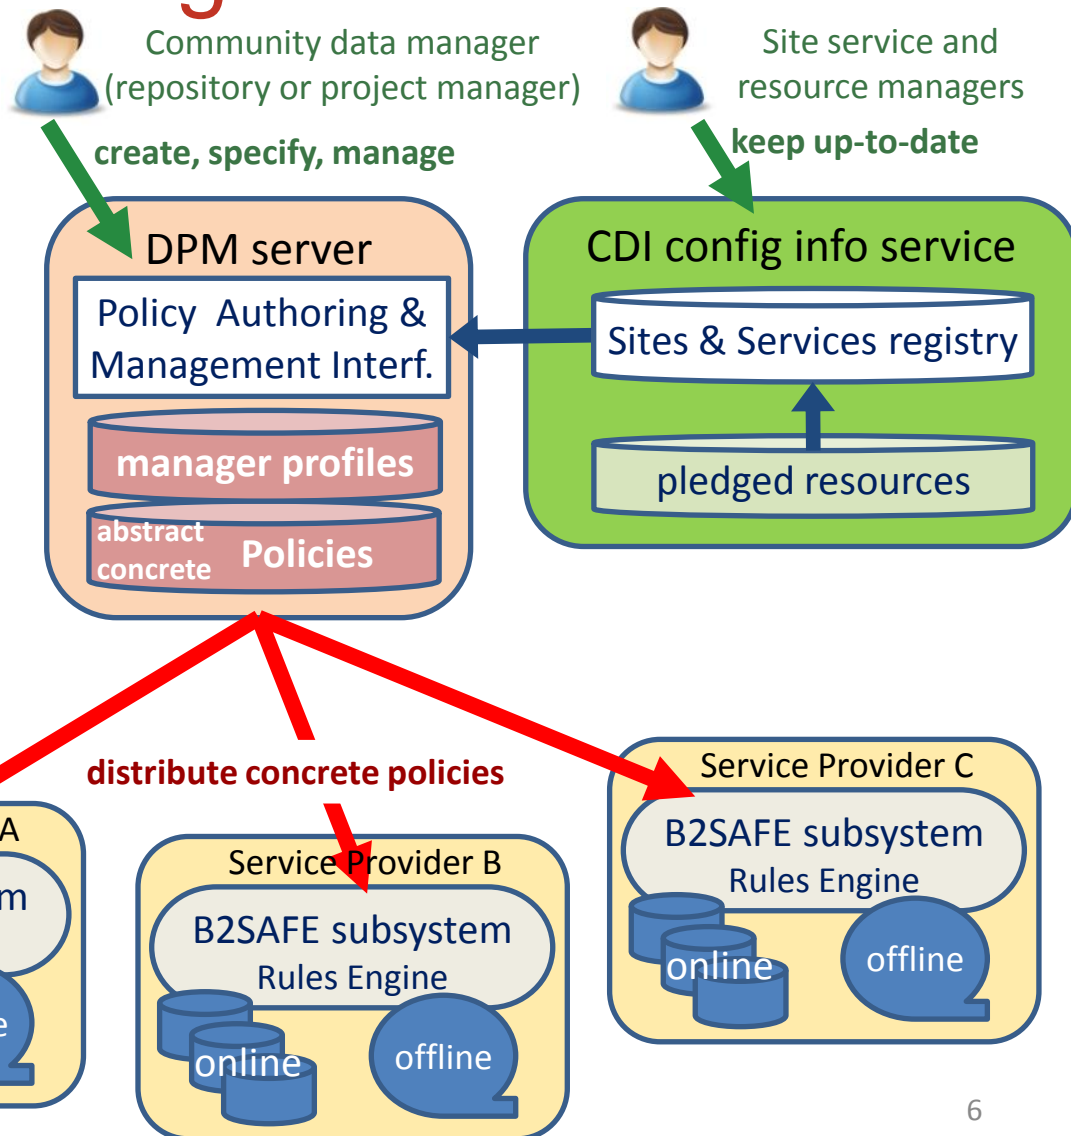 Community data manager
(repository or project manager)
create, specify, manage
Site service and
resource managers
keep up-to-date
DPM server
Policy Authoring &
Management Interf.
manager profiles
abstract
concrete
Policies
CDI config info service
Sites & Services registry
pledged resources
distribute concrete policies
A
m
e
Service Provider B
B2SAFE subsystem
Rules Engine
online
offline
Service Provider C
B2SAFE subsystem
Rules Engine
online
offline
6